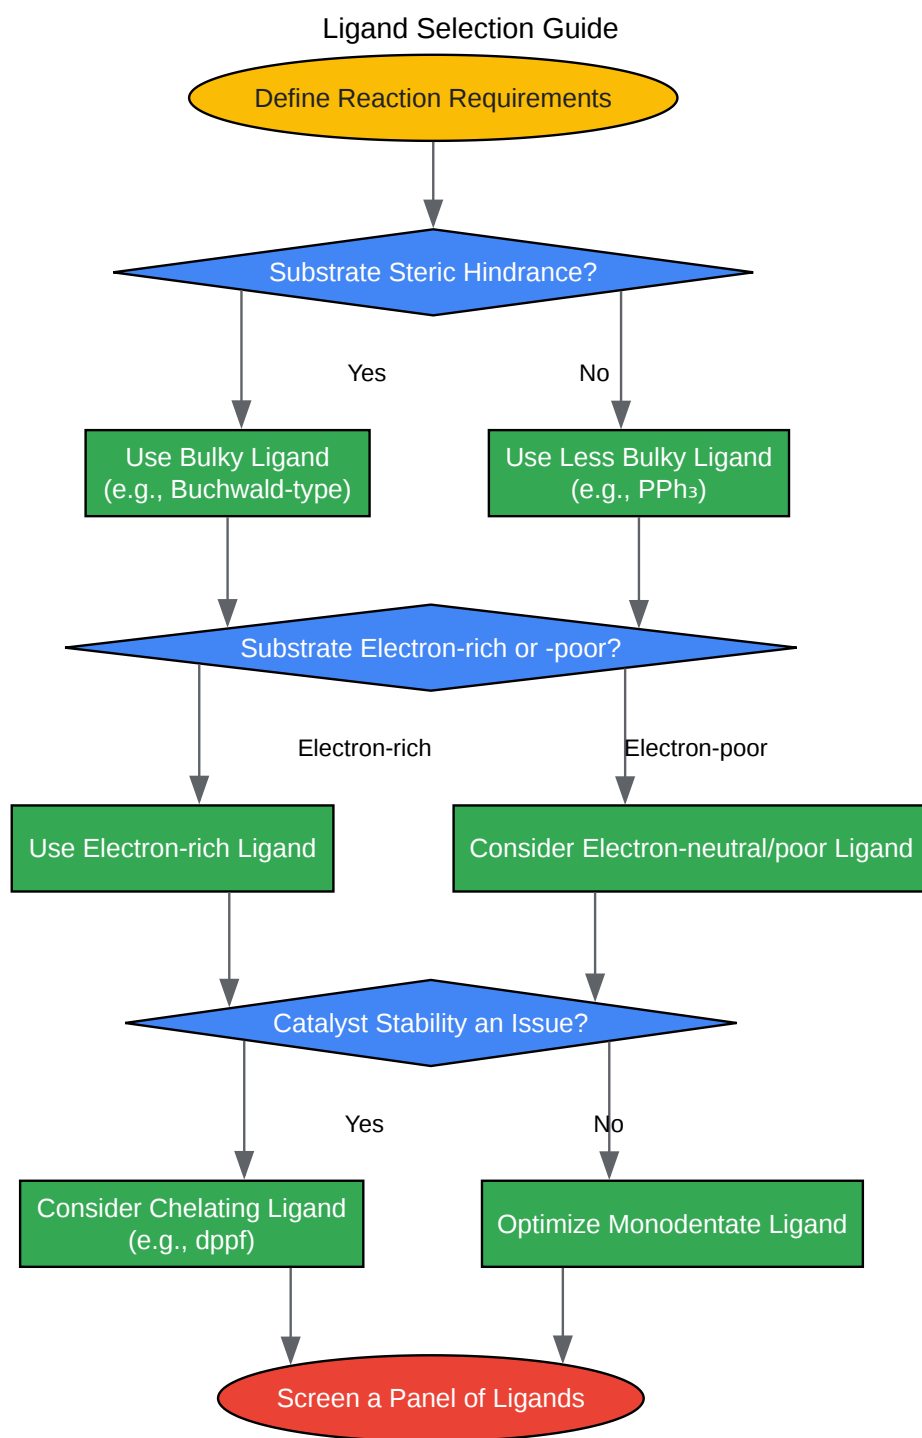 Ligand Selection Guide
Define Reaction Requirements
Substrate Steric Hindrance?
Yes
No
Use Bulky Ligand
(e.g., Buchwald-type)
Use Less Bulky Ligand
(e.g., PPh₃)
Substrate Electron-rich or -poor?
Electron-rich
Electron-poor
Use Electron-rich Ligand
Consider Electron-neutral/poor Ligand
Catalyst Stability an Issue?
Yes
No
Consider Chelating Ligand
(e.g., dppf)
Optimize Monodentate Ligand
Screen a Panel of Ligands